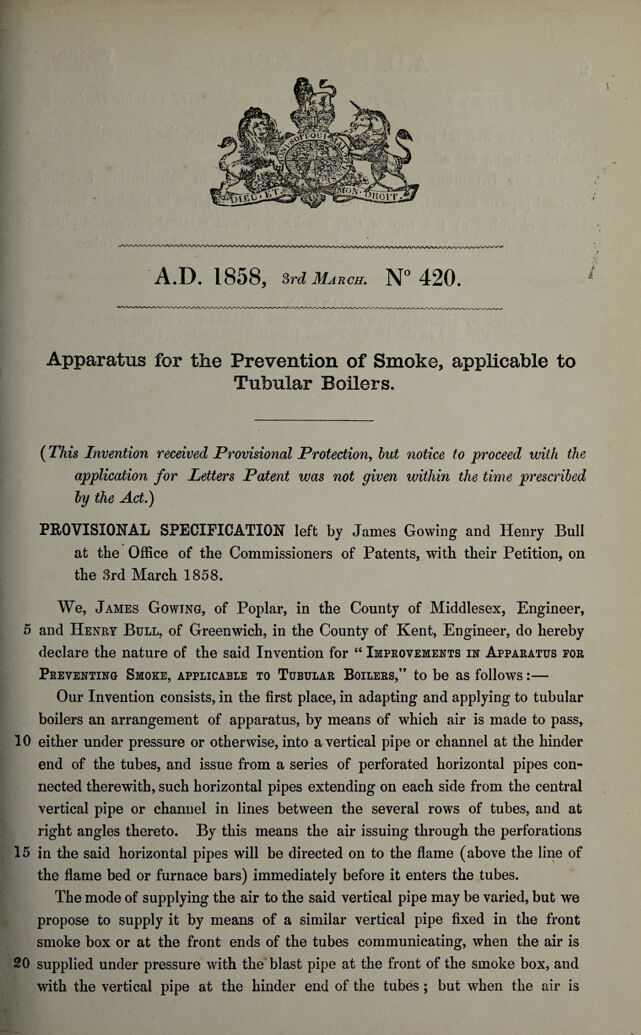 HONI SOIT QUI MAL Y PENSE
DIEU ET MON DROIT
A.D. 1858, 3rd MARCH. N° 420.
Apparatus for the Prevention of Smoke, applicable to
Tubular Boilers.
(This Invention received Provisional Protection, but notice to proceed with the
application for Letters Patent was not given within the time prescribed
by the Act.)
PROVISIONAL SPECIFICATION left by James Gowing and Henry Bull
at the Office of the Commissioners of Patents, with their Petition, on
the 3rd March 1858.
We, JAMES GOWING, of Poplar, in the County of Middlesex, Engineer,
5 and HENRY BULL, of Greenwich, in the County of Kent, Engineer, do hereby
declare the nature of the said Invention for “ IMPROVEMENTS IN APPARATUS FOR
PREVENTING SMOKE, APPLICABLE TO TUBULAR BOILERS,” to be as follows:—
Our Invention consists, in the first place, in adapting and applying to tubular
boilers an arrangement of apparatus, by means of which air is made to pass,
10 either under pressure or otherwise, into a vertical pipe or channel at the hinder
end of the tubes, and issue from a series of perforated horizontal pipes con-
nected therewith, such horizontal pipes extending on each side from the central
vertical pipe or channel in lines between the several rows of tubes, and at
right angles thereto. By this means the air issuing through the perforations
15 in the said horizontal pipes will be directed on to the flame (above the line of
the flame bed or furnace bars) immediately before it enters the tubes.
The mode of supplying the air to the said vertical pipe may be varied, but we
propose to supply it by means of a similar vertical pipe fixed in the front
smoke box or at the front ends of the tubes communicating, when the air is
20 supplied under pressure with the blast pipe at the front of the smoke box, and
with the vertical pipe at the hinder end of the tubes ; but when the air is